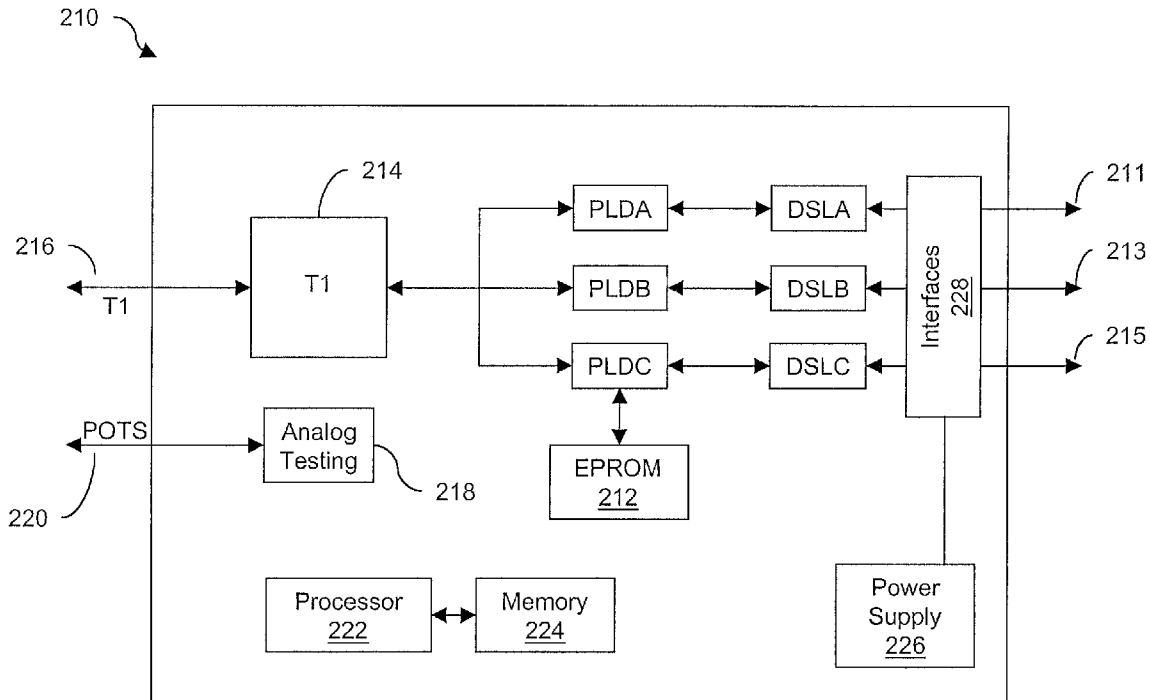 210
214
211
216
PLDA
DSLA
213
T1
T1
PLDB
DSLB
Interfaces
228
215
PLDC
DSLC
POTS
Analog
Testing
218
220
EPROM
212
Processor
222
Memory
224
Power
Supply
226